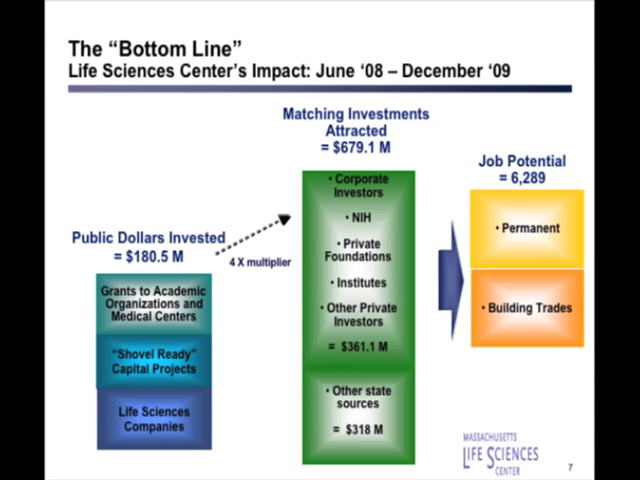 The “Bottom Line”
Life Sciences Center’s Impact: June ‘08 – December ‘09
Matching Investments
Attracted
= $679.1 M
Job Potential
= 6,289
Public Dollars Invested
= $180.5 M
4 X multiplier
Grants to Academic
Organizations and
Medical Centers
“Shovel Ready”
Capital Projects
Life Sciences
Companies
• Corporate
Investors
• NIH
• Private
Foundations
• Institutes
• Other Private
Investors
= $361.1 M
• Other state
sources
= $318 M
• Permanent
• Building Trades
MASSACHUSETTS
LIFE SCIENCES
CENTER
7